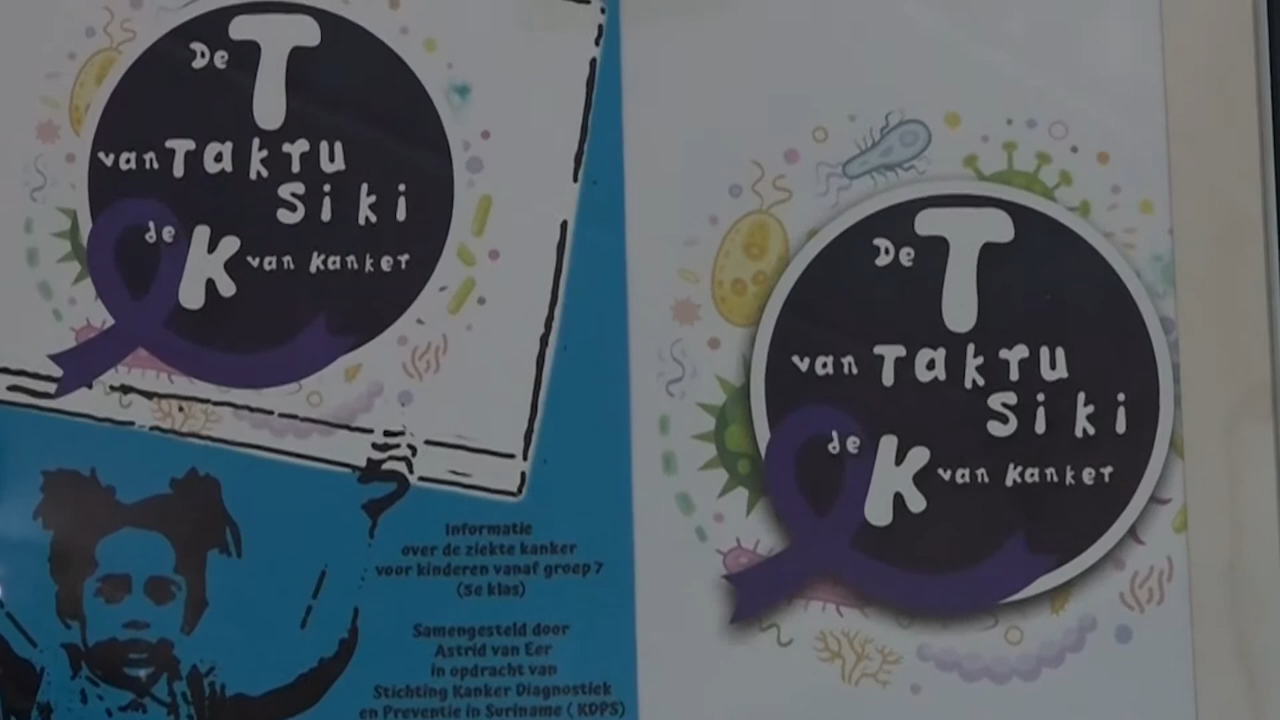 De T
van Takru
Siki
de K van Kanker
Informatie
over de ziekte kanker
voor kinderen vanaf groep 7
(5e klas)
Samengesteld door
Astrid van Eer
in opdracht van
Stichting Kanker Diagnostiek
en Preventie in Suriname ( KDPS)
De T
van Takru
Siki
de K van Kanker